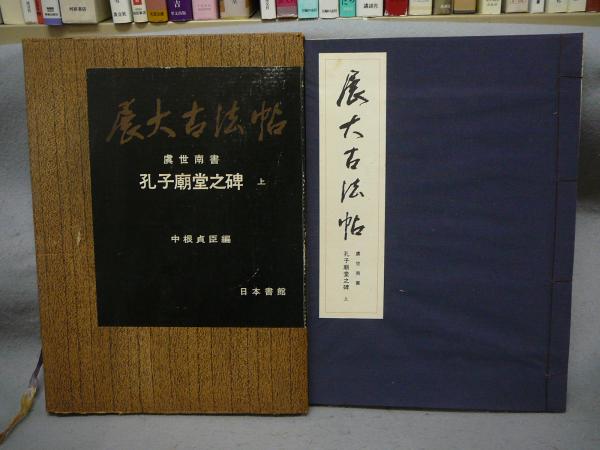 展大古法帖
虞世南書
孔子廟堂之碑 上
中根貞臣編
日本書館
展大古法帖
虞世南書
孔子廟堂之碑 上